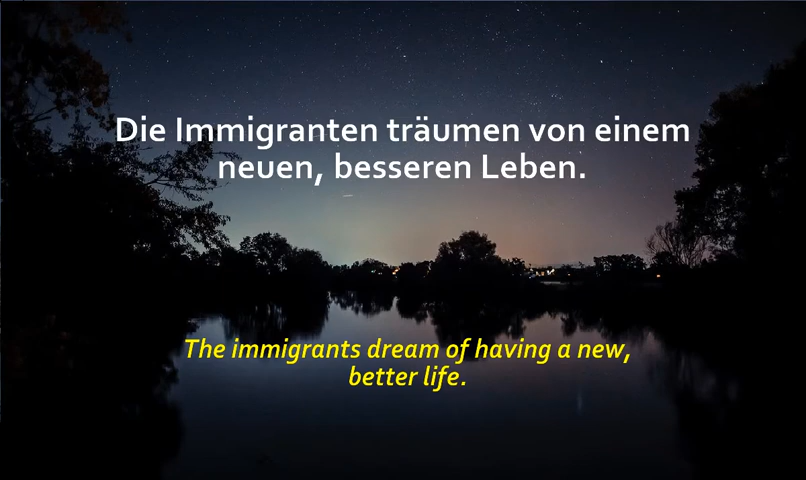 Die Immigranten träumen von einem
neuen, besseren Leben.
The immigrants dream of having a new,
better life.